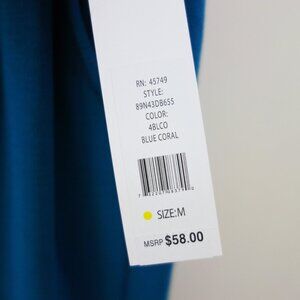 RN: 45749
STYLE:
89N43DB655
COLOR:
4BLCO
BLUE CORAL
SIZE:M
MSRP $58.00